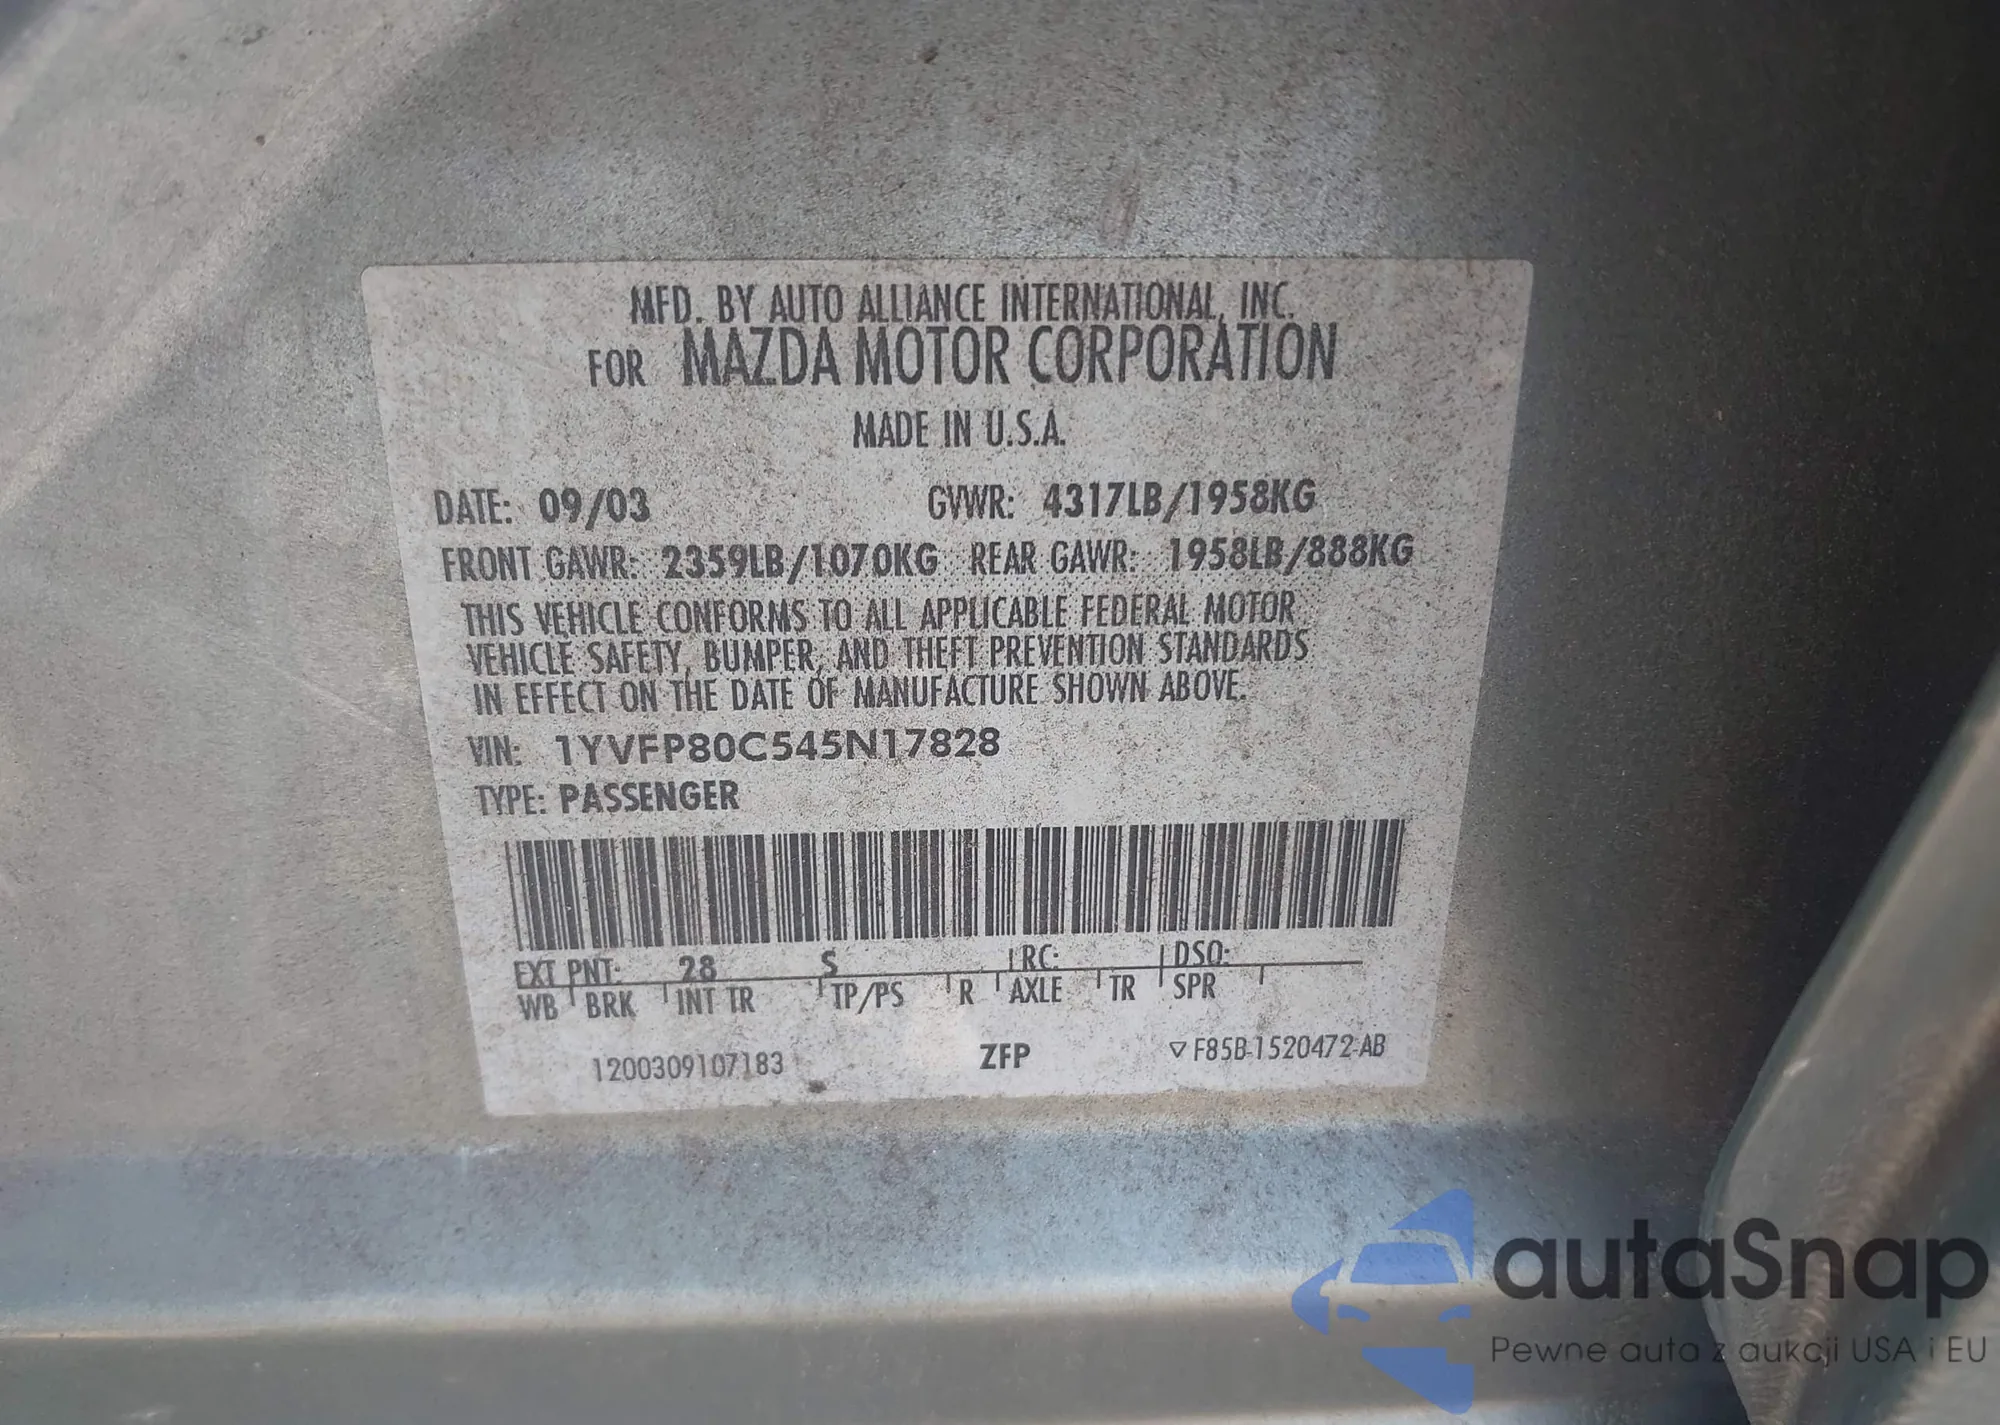 MFD. BY AUTO ALLIANCE INTERNATIONAL, INC.
FOR MAZDA MOTOR CORPORATION
MADE IN U.S.A.
DATE: 09/03 GVWR: 4317LB/1958KG
FRONT GAWR: 2359LB/1070KG REAR GAWR: 1958LB/888KG
THIS VEHICLE CONFORMS TO ALL APPLICABLE FEDERAL MOTOR
VEHICLE SAFETY, BUMPER, AND THEFT PREVENTION STANDARDS
IN EFFECT ON THE DATE OF MANUFACTURE SHOWN ABOVE.
VIN: 1YVFP80C545N17828
TYPE: PASSENGER
EXT PNT: 28 S RC: DSO:
WB BRK INT TR TP/PS R AXLE TR SPR
1200309107183 ZFP F85B-1520472-AB
autaSnap
Pewne auta z aukcji USA i EU